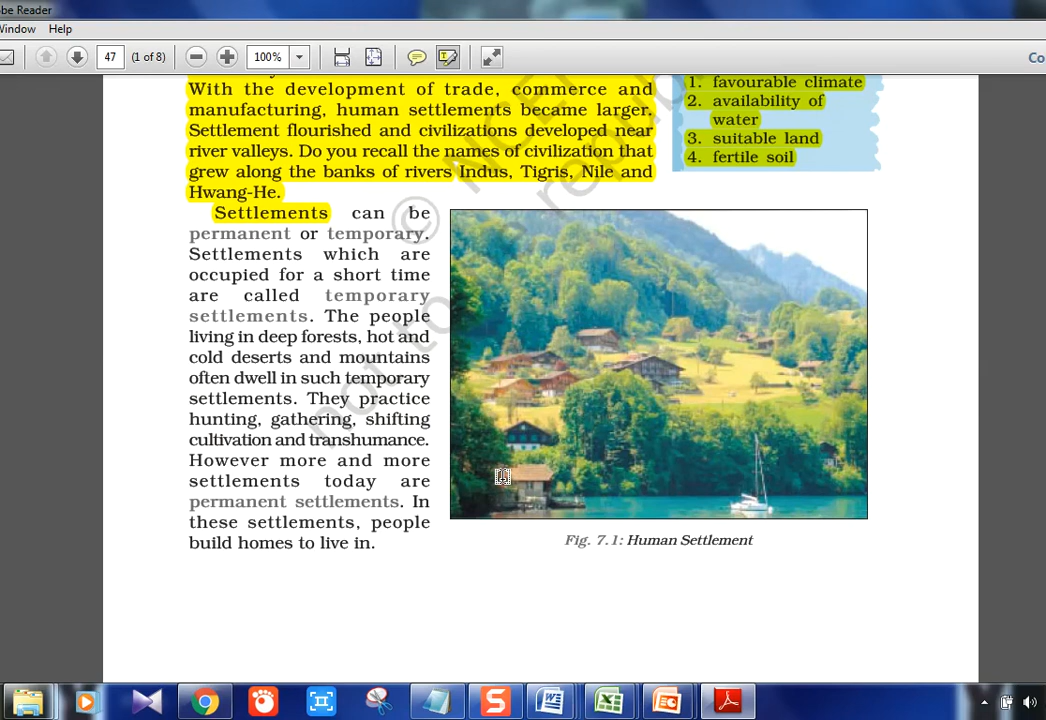 be Reader
Window Help
47 (1 of 8) 100% Co
With the development of trade, commerce and
manufacturing, human settlements became larger.
Settlement flourished and civilizations developed near
river valleys. Do you recall the names of civilization that
grew along the banks of rivers Indus, Tigris, Nile and
Hwang-He.
1. favourable climate
2. availability of
water
3. suitable land
4. fertile soil
Settlements can be
permanent or temporary.
Settlements which are
occupied for a short time
are called temporary
settlements. The people
living in deep forests, hot and
cold deserts and mountains
often dwell in such temporary
settlements. They practice
hunting, gathering, shifting
cultivation and transhumance.
However more and more
settlements today are
permanent settlements. In
these settlements, people
build homes to live in.
Fig. 7.1: Human Settlement